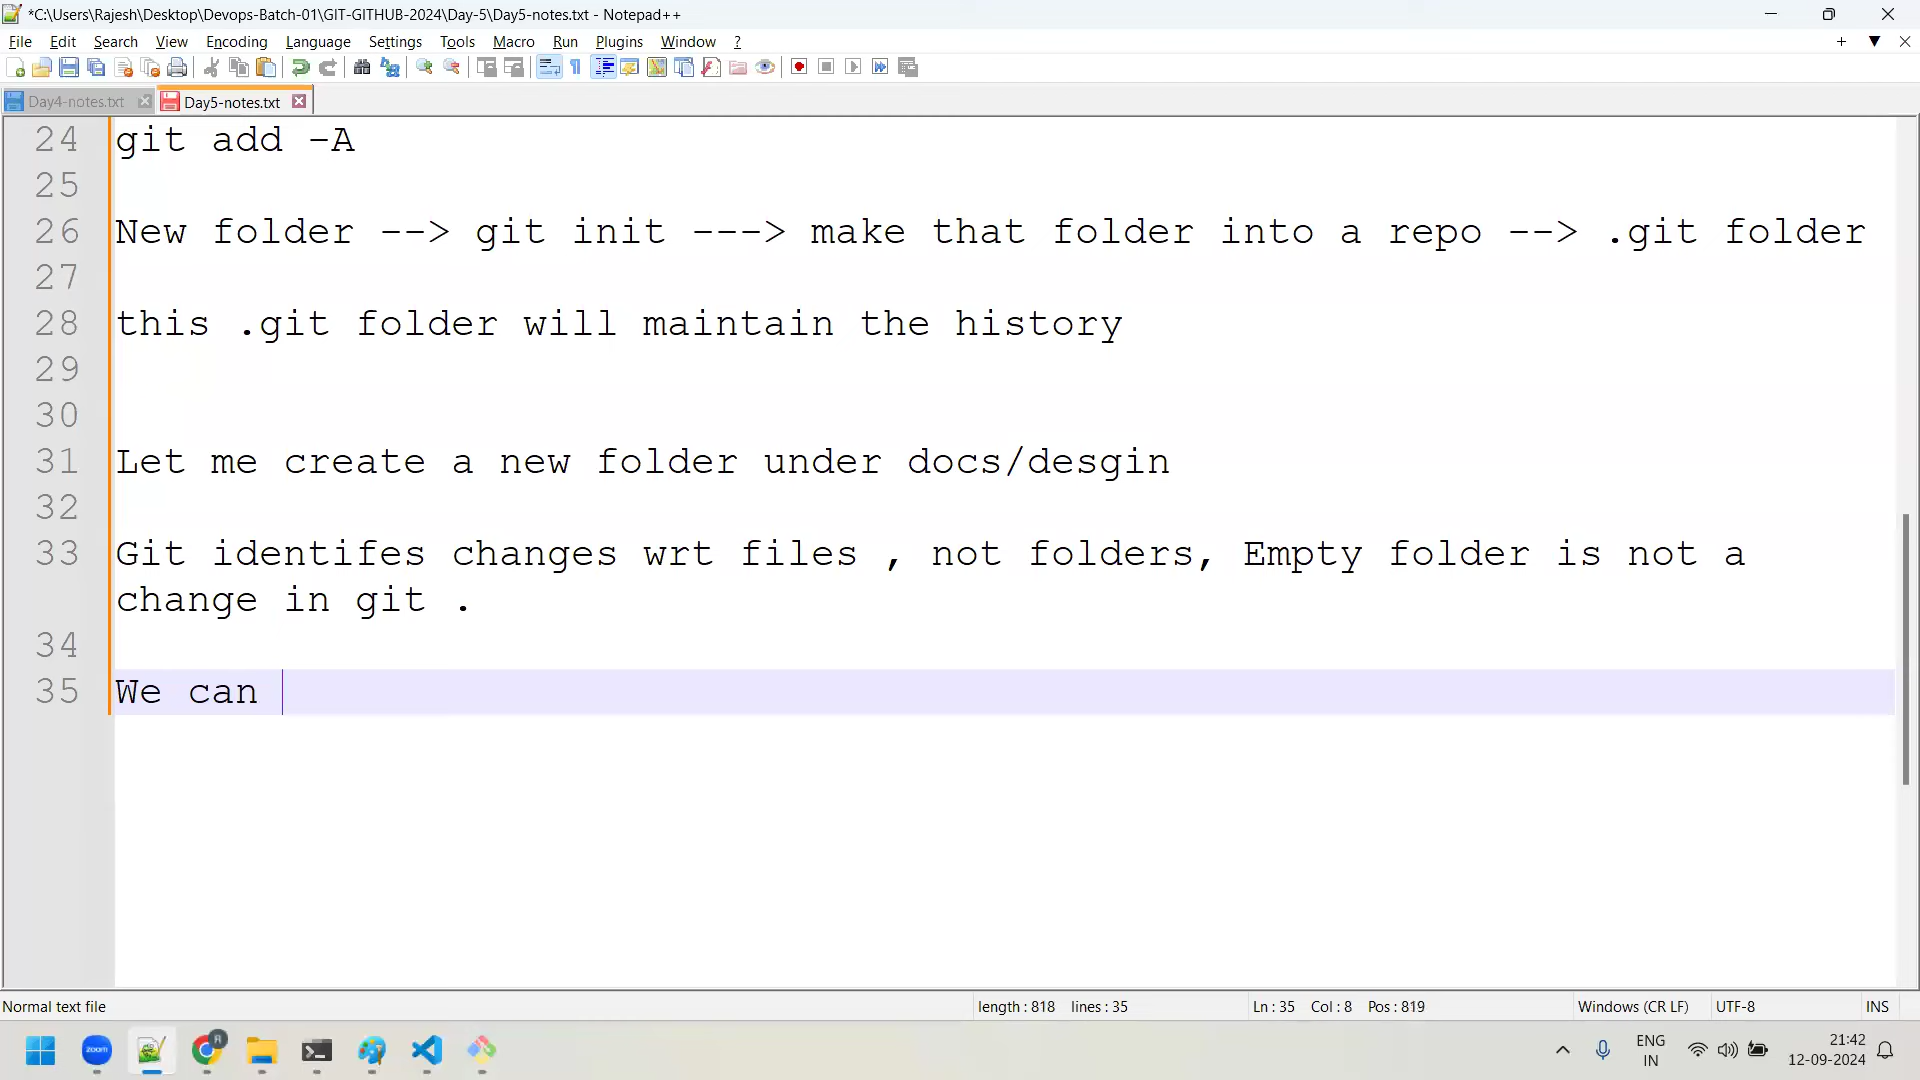 *C:\Users\Rajesh\Desktop\Devops-Batch-01\GIT-GITHUB-2024\Day-5\Day5-notes.txt - Notepad++
File Edit Search View Encoding Language Settings Tools Macro Run Plugins Window ?
Day4-notes.txt Day5-notes.txt
24 git add -A
25
26 New folder --> git init ---> make that folder into a repo --> .git folder
27
28 this .git folder will maintain the history
29
30
31 Let me create a new folder under docs/desgin
32
33 Git identifes changes wrt files , not folders, Empty folder is not a
change in git .
34
35 We can
Normal text file length : 818 lines : 35 Ln : 35 Col : 8 Pos : 819 Windows (CR LF) UTF-8 INS
zoom
ENG
IN
21:42
12-09-2024